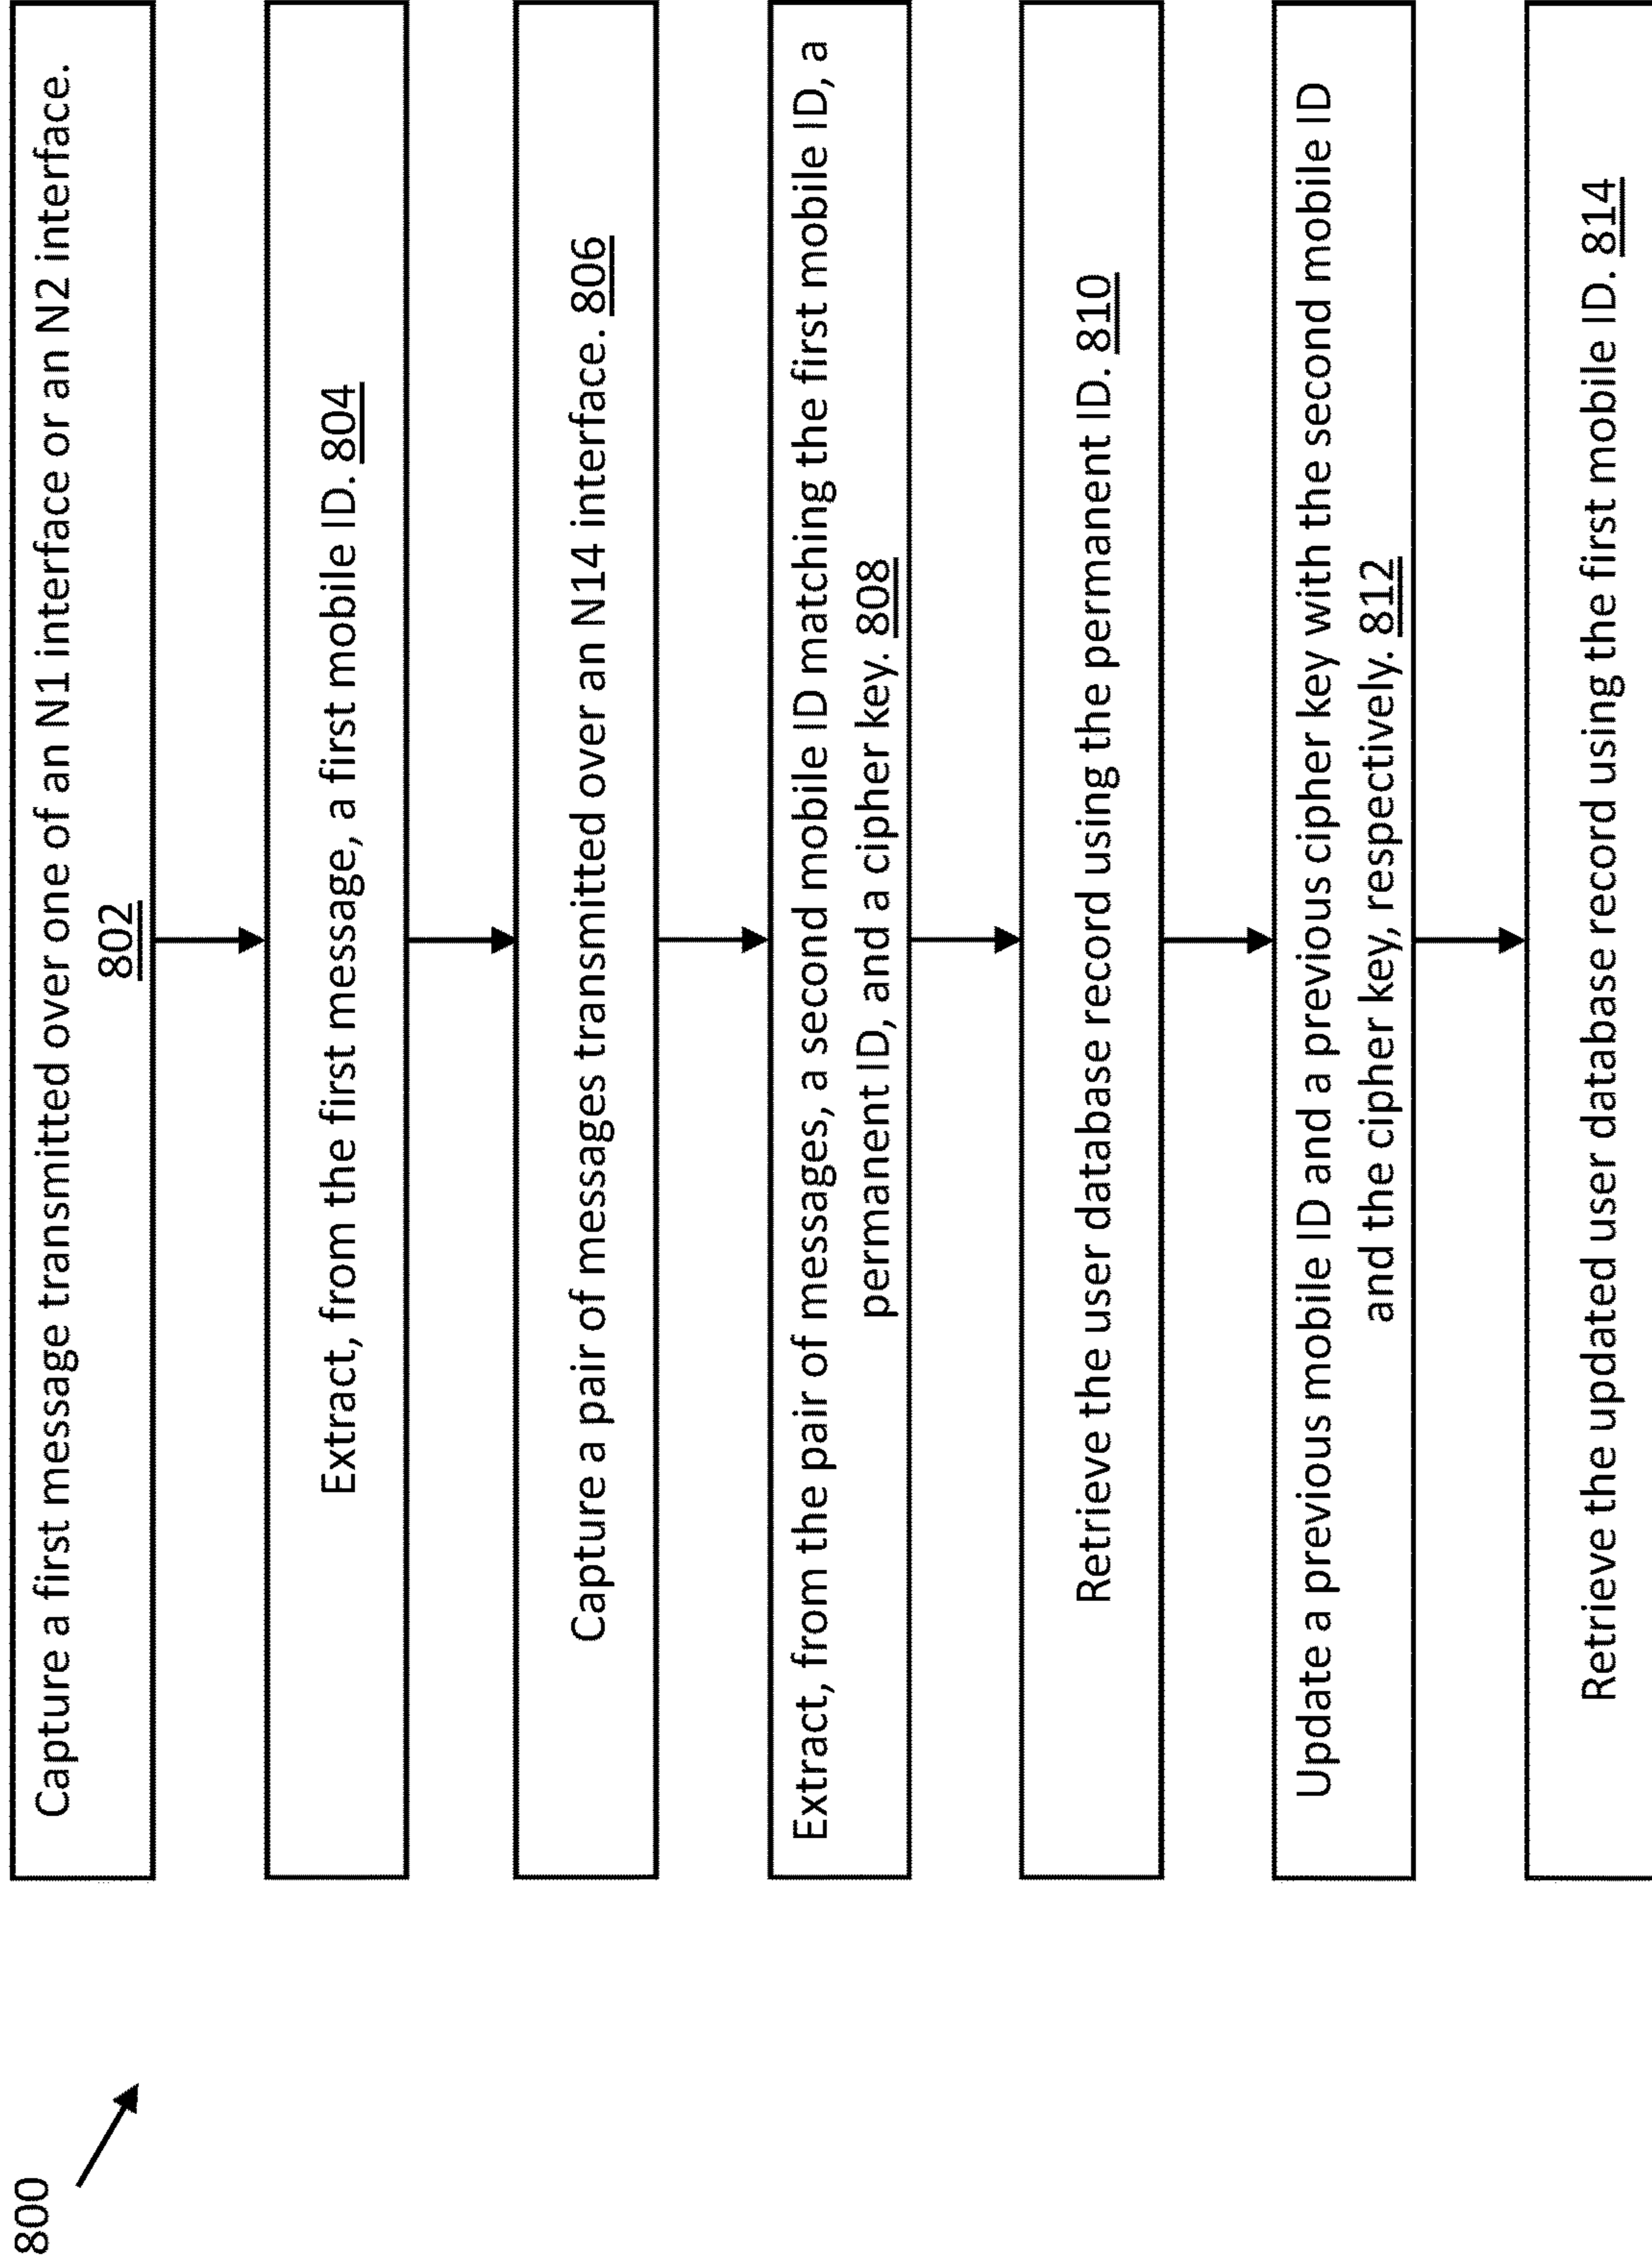 800
Capture a first message transmitted over one of an N1 interface or an N2 interface.
802
Extract, from the first message, a first mobile ID. 804
Capture a pair of messages transmitted over an N14 interface. 806
Extract, from the pair of messages, a second mobile ID matching the first mobile ID, a
permanent ID, and a cipher key. 808
Retrieve the user database record using the permanent ID. 810
Update a previous mobile ID and a previous cipher key with the second mobile ID
and the cipher key, respectively. 812
Retrieve the updated user database record using the first mobile ID. 814